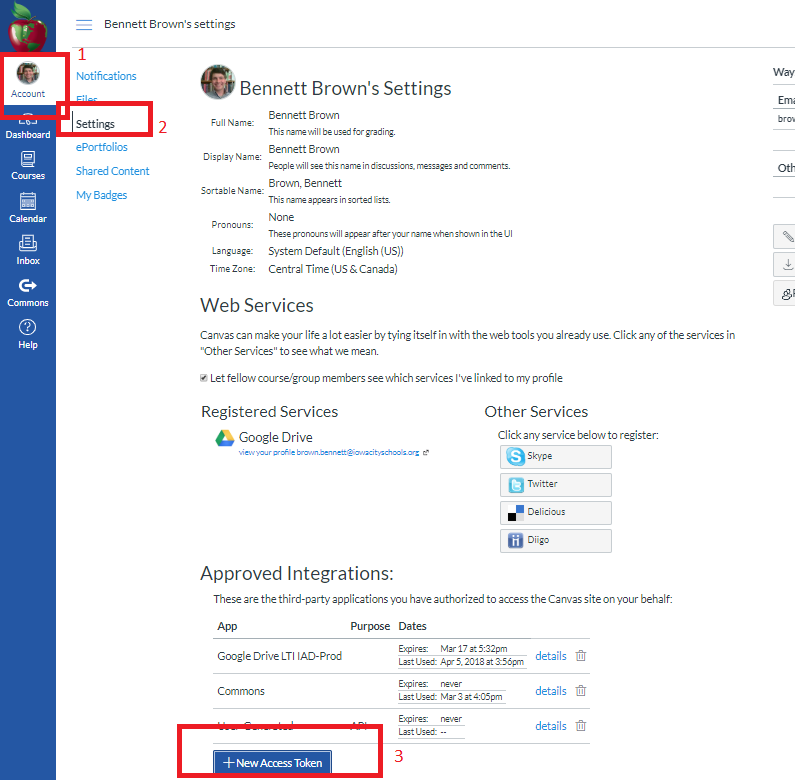 Bennett Brown's settings
1
Account
Dashboard
Courses
Calendar
Inbox
Commons
Help
Notifications
Files
Settings
2
ePortfolios
Shared Content
My Badges
Bennett Brown's Settings
Full Name: Bennett Brown
This name will be used for grading.
Display Name: Bennett Brown
People will see this name in discussions, messages and comments.
Sortable Name: Brown, Bennett
This name appears in sorted lists.
Pronouns: None
These pronouns will appear after your name when shown in the UI
Language: System Default (English (US))
Time Zone: Central Time (US & Canada)
Web Services
Canvas can make your life a lot easier by tying itself in with the web tools you already use. Click any of the services in
"Other Services" to see what we mean.
Let fellow course/group members see which services I've linked to my profile
Registered Services
Google Drive
view your profile brown.bennett@iowacityschools.org
Other Services
Click any service below to register:
Skype
Twitter
Delicious
Diigo
Approved Integrations:
These are the third-party applications you have authorized to access the Canvas site on your behalf:
App Purpose Dates
Google Drive LTI IAD-Prod Expires: Mar 17 at 5:32pm
Last Used: Apr 5, 2018 at 3:56pm details
Commons Expires: never
Last Used: Mar 3 at 4:05pm details
User-Generated API Expires: never
Last Used: -- details
+ New Access Token
3
Way
Ema
brow
Oth